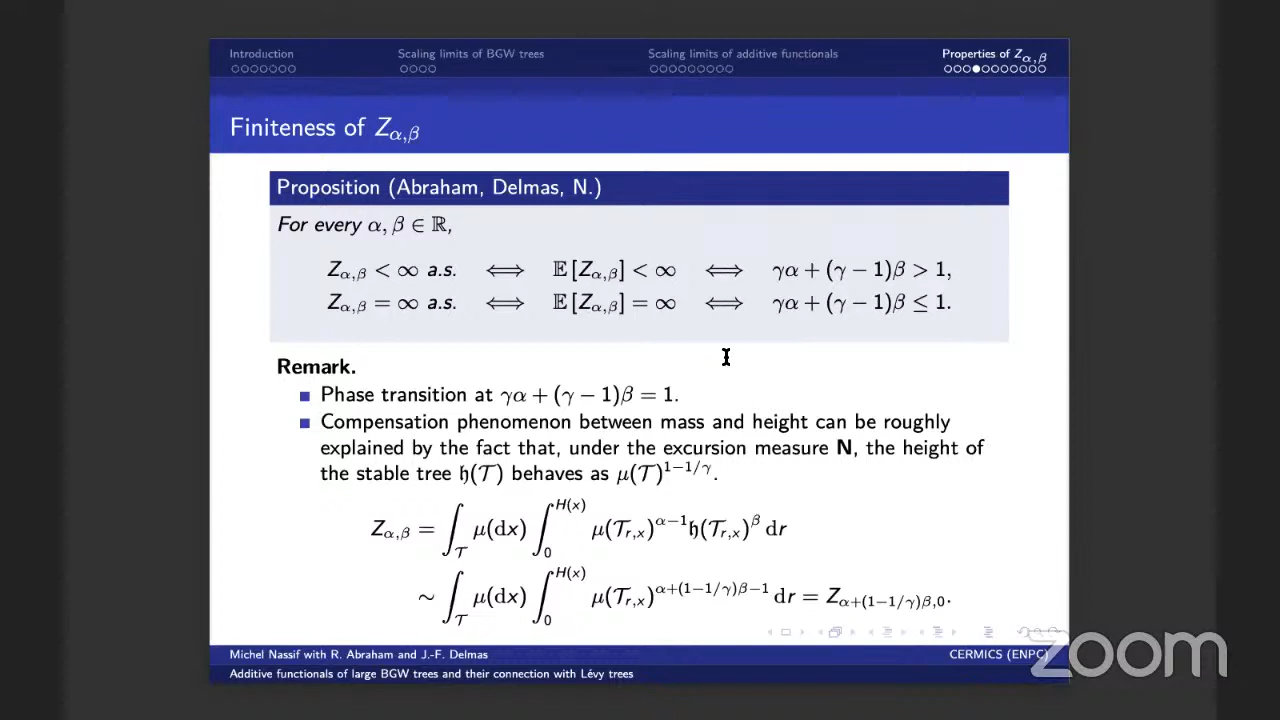 Introduction
Scaling limits of BGW trees
Scaling limits of additive functionals
Properties of Z_{α,β}
Finiteness of Z_{α,β}
Proposition (Abraham, Delmas, N.)
For every α, β ∈ ℝ,
Z_{α,β} < ∞ a.s. ⟺ 𝔼[Z_{α,β}] < ∞ ⟺ γα + (γ − 1)β > 1,
Z_{α,β} = ∞ a.s. ⟺ 𝔼[Z_{α,β}] = ∞ ⟺ γα + (γ − 1)β ≤ 1.
Remark.
Phase transition at γα + (γ − 1)β = 1.
Compensation phenomenon between mass and height can be roughly
explained by the fact that, under the excursion measure N, the height of
the stable tree 𝔥(𝒯) behaves as μ(𝒯)^{1−1/γ}.
Z_{α,β} = ∫_𝒯 μ(dx) ∫_0^{H(x)} μ(𝒯_{r,x})^{α−1} 𝔥(𝒯_{r,x})^β dr
∼ ∫_𝒯 μ(dx) ∫_0^{H(x)} μ(𝒯_{r,x})^{α+(1−1/γ)β−1} dr = Z_{α+(1−1/γ)β,0}.
Michel Nassif with R. Abraham and J.-F. Delmas
CERMICS (ENPC)
Additive functionals of large BGW trees and their connection with Lévy trees
zoom